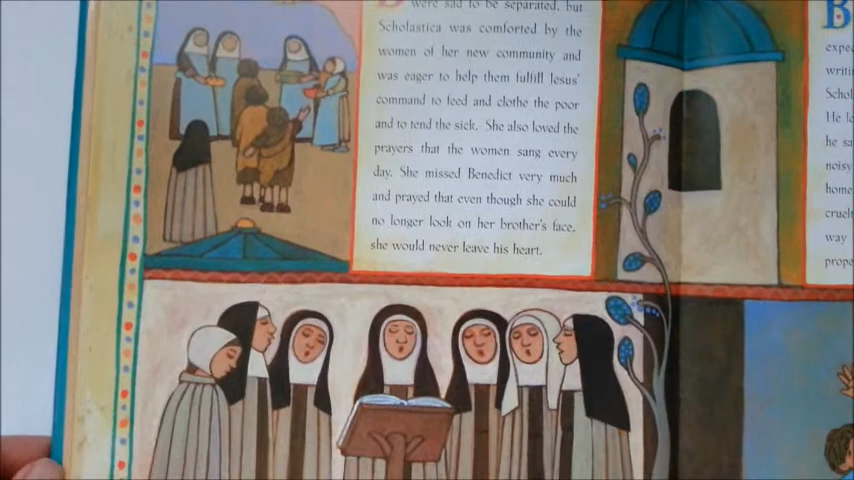 were sad to be separated, but
Scholastica was comforted by the
women of her new community and
was eager to help them fulfill Jesus'
command to feed and clothe the poor
and to tend the sick. She also loved the
prayers that the women sang every
day. She missed Benedict very much
and prayed that even though she could
no longer look on her brother's face,
she would never leave his heart.
B
expe
writi
Schol
He le
he sa
noisy
home
cruel
way
prope